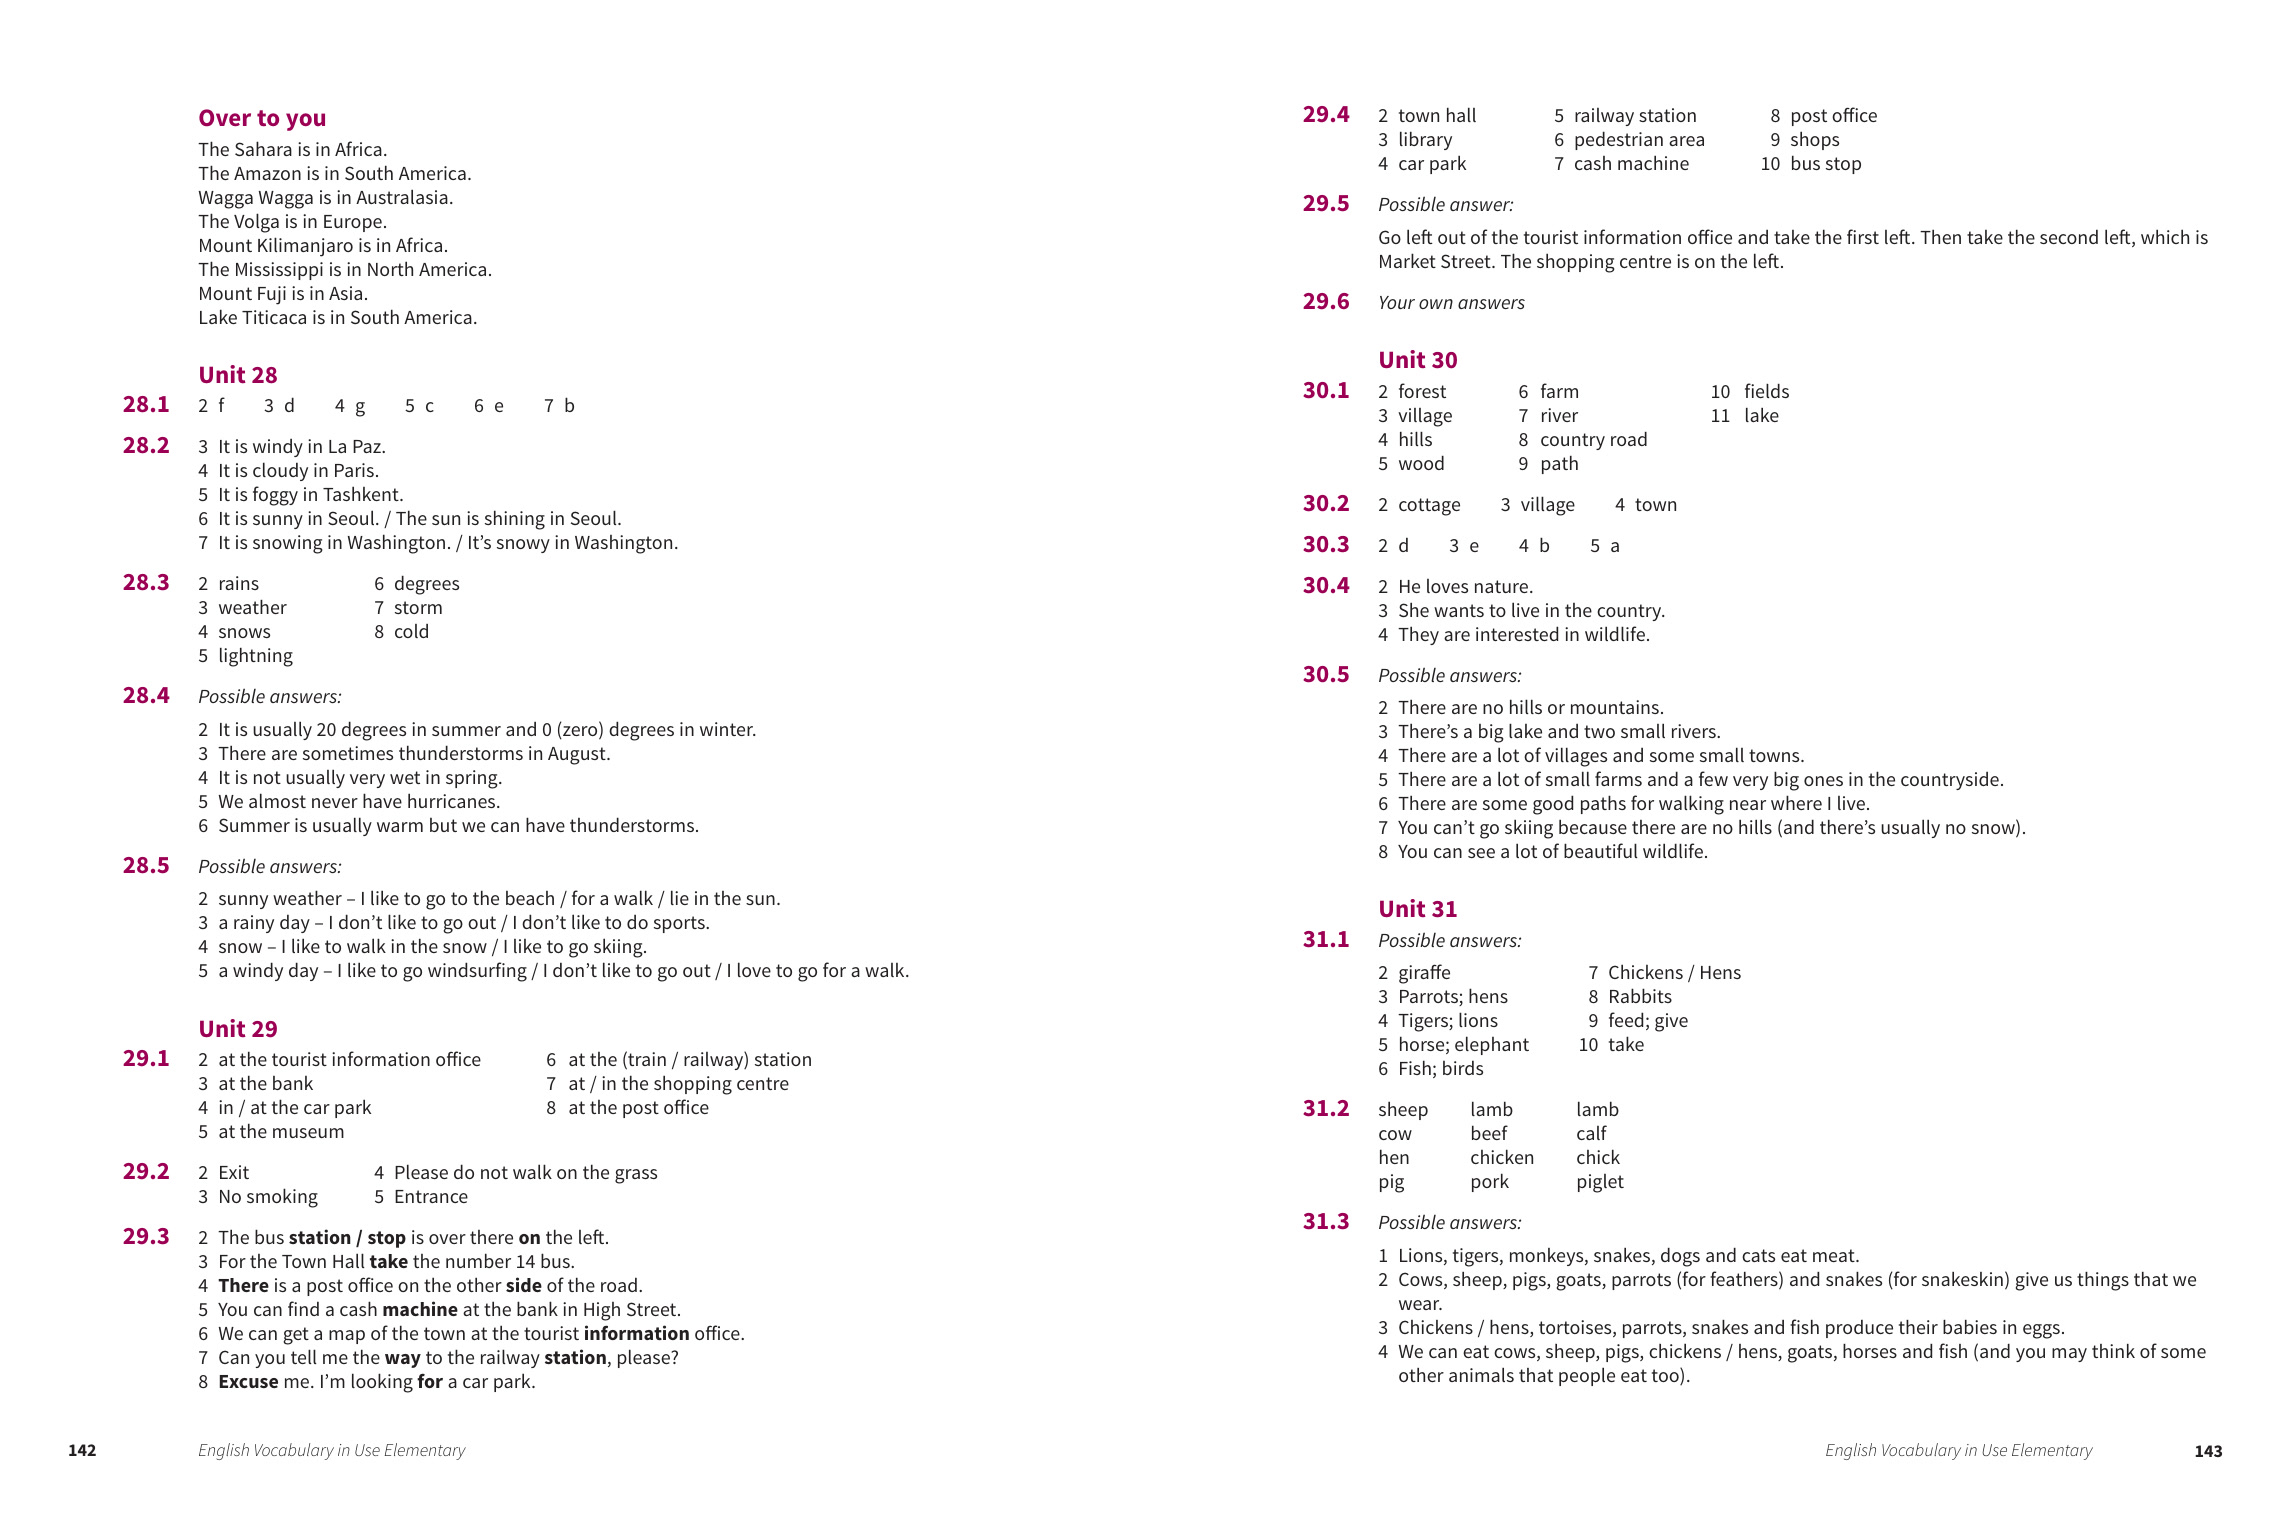 Over to you
The Sahara is in Africa.
The Amazon is in South America.
Wagga Wagga is in Australasia.
The Volga is in Europe.
Mount Kilimanjaro is in Africa.
The Mississippi is in North America.
Mount Fuji is in Asia.
Lake Titicaca is in South America.
Unit 28
28.1 2 f 3 d 4 g 5 c 6 e 7 b
28.2 3 It is windy in La Paz.
4 It is cloudy in Paris.
5 It is foggy in Tashkent.
6 It is sunny in Seoul. / The sun is shining in Seoul.
7 It is snowing in Washington. / It’s snowy in Washington.
28.3 2 rains 6 degrees
3 weather 7 storm
4 snows 8 cold
5 lightning
28.4 Possible answers:
2 It is usually 20 degrees in summer and 0 (zero) degrees in winter.
3 There are sometimes thunderstorms in August.
4 It is not usually very wet in spring.
5 We almost never have hurricanes.
6 Summer is usually warm but we can have thunderstorms.
28.5 Possible answers:
2 sunny weather – I like to go to the beach / for a walk / lie in the sun.
3 a rainy day – I don’t like to go out / I don’t like to do sports.
4 snow – I like to walk in the snow / I like to go skiing.
5 a windy day – I like to go windsurfing / I don’t like to go out / I love to go for a walk.
Unit 29
29.1 2 at the tourist information office 6 at the (train / railway) station
3 at the bank 7 at / in the shopping centre
4 in / at the car park 8 at the post office
5 at the museum
29.2 2 Exit 4 Please do not walk on the grass
3 No smoking 5 Entrance
29.3 2 The bus station / stop is over there on the left.
3 For the Town Hall take the number 14 bus.
4 There is a post office on the other side of the road.
5 You can find a cash machine at the bank in High Street.
6 We can get a map of the town at the tourist information office.
7 Can you tell me the way to the railway station, please?
8 Excuse me. I’m looking for a car park.
142 English Vocabulary in Use Elementary
29.4 2 town hall 5 railway station 8 post office
3 library 6 pedestrian area 9 shops
4 car park 7 cash machine 10 bus stop
29.5 Possible answer:
Go left out of the tourist information office and take the first left. Then take the second left, which is
Market Street. The shopping centre is on the left.
29.6 Your own answers
Unit 30
30.1 2 forest 6 farm 10 fields
3 village 7 river 11 lake
4 hills 8 country road
5 wood 9 path
30.2 2 cottage 3 village 4 town
30.3 2 d 3 e 4 b 5 a
30.4 2 He loves nature.
3 She wants to live in the country.
4 They are interested in wildlife.
30.5 Possible answers:
2 There are no hills or mountains.
3 There’s a big lake and two small rivers.
4 There are a lot of villages and some small towns.
5 There are a lot of small farms and a few very big ones in the countryside.
6 There are some good paths for walking near where I live.
7 You can’t go skiing because there are no hills (and there’s usually no snow).
8 You can see a lot of beautiful wildlife.
Unit 31
31.1 Possible answers:
2 giraffe 7 Chickens / Hens
3 Parrots; hens 8 Rabbits
4 Tigers; lions 9 feed; give
5 horse; elephant 10 take
6 Fish; birds
31.2 sheep lamb lamb
cow beef calf
hen chicken chick
pig pork piglet
31.3 Possible answers:
1 Lions, tigers, monkeys, snakes, dogs and cats eat meat.
2 Cows, sheep, pigs, goats, parrots (for feathers) and snakes (for snakeskin) give us things that we
wear.
3 Chickens / hens, tortoises, parrots, snakes and fish produce their babies in eggs.
4 We can eat cows, sheep, pigs, chickens / hens, goats, horses and fish (and you may think of some
other animals that people eat too).
English Vocabulary in Use Elementary 143